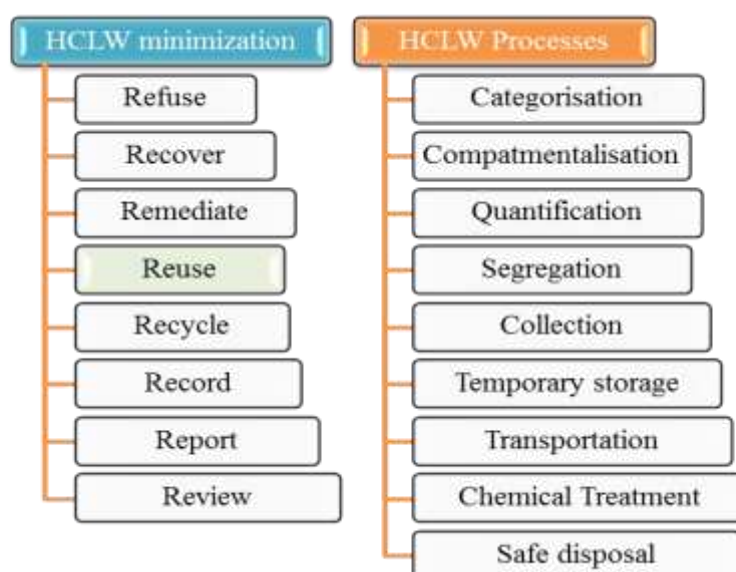 HCLW minimization
Refuse
Recover
Remediate
Reuse
Recycle
Record
Report
Review
HCLW Processes
Categorisation
Compatmentalisation
Quantification
Segregation
Collection
Temporary storage
Transportation
Chemical Treatment
Safe disposal